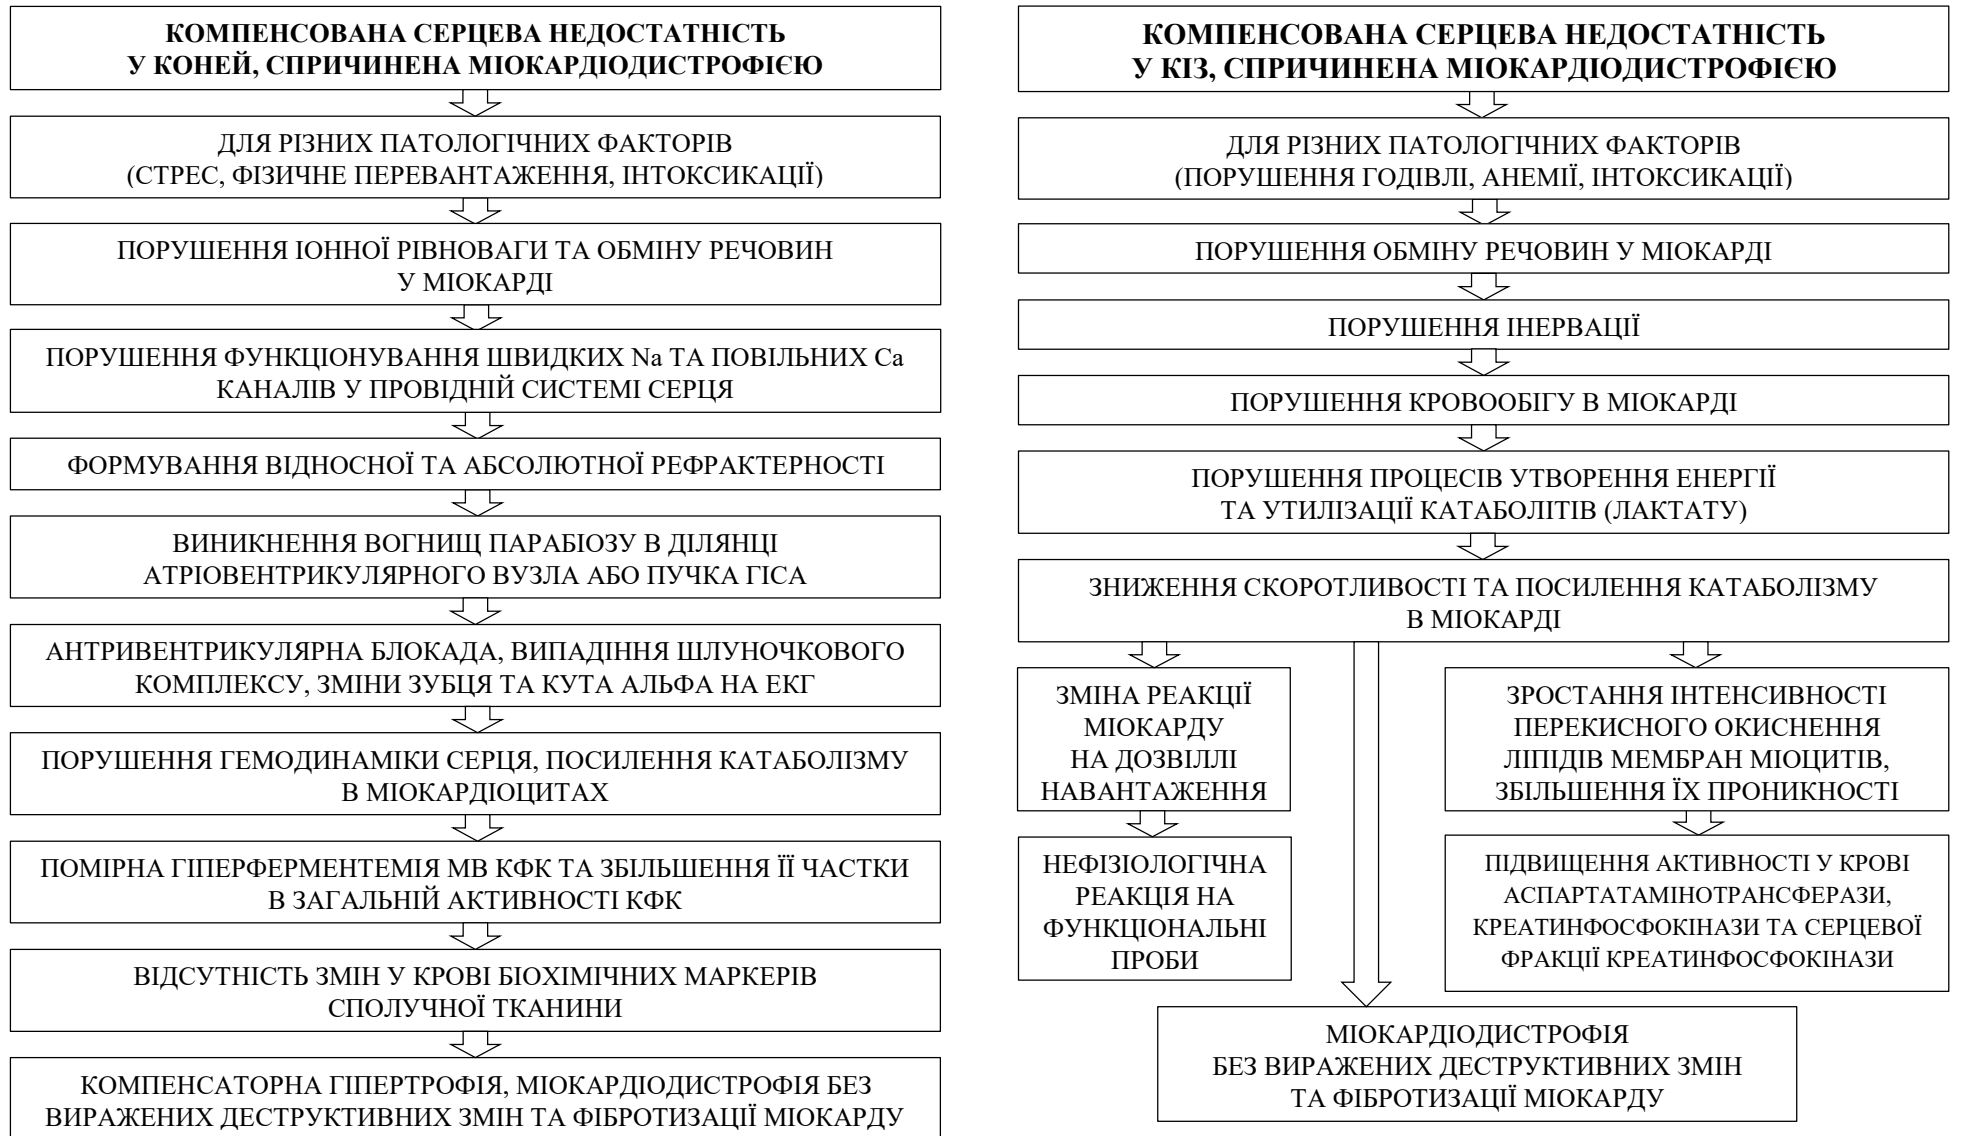 КОМПЕНСОВАНА СЕРЦЕВА НЕДОСТАТНІСТЬ
У КОНЕЙ, СПРИЧИНЕНА МІОКАРДІОДИСТРОФІЄЮ
ДЛЯ РІЗНИХ ПАТОЛОГІЧНИХ ФАКТОРІВ
(СТРЕС, ФІЗИЧНЕ ПЕРЕВАНТАЖЕННЯ, ІНТОКСИКАЦІЇ)
ПОРУШЕННЯ ІОННОЇ РІВНОВАГИ ТА ОБМІНУ РЕЧОВИН
У МІОКАРДІ
ПОРУШЕННЯ ФУНКЦІОНУВАННЯ ШВИДКИХ Na ТА ПОВІЛЬНИХ Ca
КАНАЛІВ У ПРОВІДНІЙ СИСТЕМІ СЕРЦЯ
ФОРМУВАННЯ ВІДНОСНОЇ ТА АБСОЛЮТНОЇ РЕФРАКТЕРНОСТІ
ВИНИКНЕННЯ ВОГНИЩ ПАРАБІОЗУ В ДІЛЯНЦІ
АТРІОВЕНТРИКУЛЯРНОГО ВУЗЛА АБО ПУЧКА ГІСА
АНТРИВЕНТРИКУЛЯРНА БЛОКАДА, ВИПАДІННЯ ШЛУНОЧКОВОГО
КОМПЛЕКСУ, ЗМІНИ ЗУБЦЯ ТА КУТА АЛЬФА НА ЕКГ
ПОРУШЕННЯ ГЕМОДИНАМІКИ СЕРЦЯ, ПОСИЛЕННЯ КАТАБОЛІЗМУ
В МІОКАРДІОЦИТАХ
ПОМІРНА ГІПЕРФЕРМЕНТЕМІЯ МВ КФК ТА ЗБІЛЬШЕННЯ ЇЇ ЧАСТКИ
В ЗАГАЛЬНІЙ АКТИВНОСТІ КФК
ВІДСУТНІСТЬ ЗМІН У КРОВІ БІОХІМІЧНИХ МАРКЕРІВ
СПОЛУЧНОЇ ТКАНИНИ
КОМПЕНСАТОРНА ГІПЕРТРОФІЯ, МІОКАРДІОДИСТРОФІЯ БЕЗ
ВИРАЖЕНИХ ДЕСТРУКТИВНИХ ЗМІН ТА ФІБРОТИЗАЦІЇ МІОКАРДУ
КОМПЕНСОВАНА СЕРЦЕВА НЕДОСТАТНІСТЬ
У КІЗ, СПРИЧИНЕНА МІОКАРДІОДИСТРОФІЄЮ
ДЛЯ РІЗНИХ ПАТОЛОГІЧНИХ ФАКТОРІВ
(ПОРУШЕННЯ ГОДІВЛІ, АНЕМІЇ, ІНТОКСИКАЦІЇ)
ПОРУШЕННЯ ОБМІНУ РЕЧОВИН У МІОКАРДІ
ПОРУШЕННЯ ІНЕРВАЦІЇ
ПОРУШЕННЯ КРОВООБІГУ В МІОКАРДІ
ПОРУШЕННЯ ПРОЦЕСІВ УТВОРЕННЯ ЕНЕРГІЇ
ТА УТИЛІЗАЦІЇ КАТАБОЛІТІВ (ЛАКТАТУ)
ЗНИЖЕННЯ СКОРОТЛИВОСТІ ТА ПОСИЛЕННЯ КАТАБОЛІЗМУ
В МІОКАРДІ
ЗМІНА РЕАКЦІЇ
МІОКАРДУ
НА ДОЗВІЛЛІ
НАВАНТАЖЕННЯ
НЕФІЗІОЛОГІЧНА
РЕАКЦІЯ НА
ФУНКЦІОНАЛЬНІ
ПРОБИ
ЗРОСТАННЯ ІНТЕНСИВНОСТІ
ПЕРЕКИСНОГО ОКИСНЕННЯ
ЛІПІДІВ МЕМБРАН МІОЦИТІВ,
ЗБІЛЬШЕННЯ ЇХ ПРОНИКНОСТІ
ПІДВИЩЕННЯ АКТИВНОСТІ У КРОВІ
АСПАРТАТАМІНОТРАНСФЕРАЗИ,
КРЕАТИНФОСФОКІНАЗИ ТА СЕРЦЕВОЇ
ФРАКЦІЇ КРЕАТИНФОСФОКІНАЗИ
МІОКАРДІОДИСТРОФІЯ
БЕЗ ВИРАЖЕНИХ ДЕСТРУКТИВНИХ ЗМІН
ТА ФІБРОТИЗАЦІЇ МІОКАРДУ